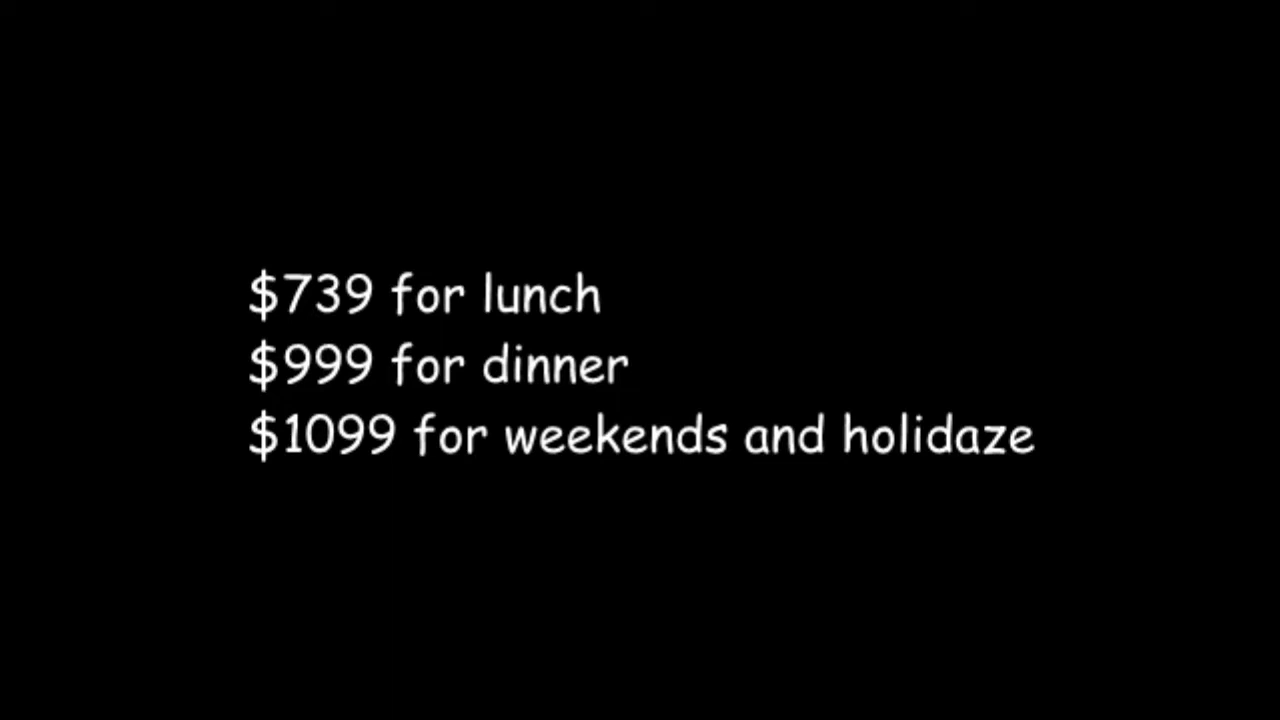 $739 for lunch
$999 for dinner
$1099 for weekends and holidaze